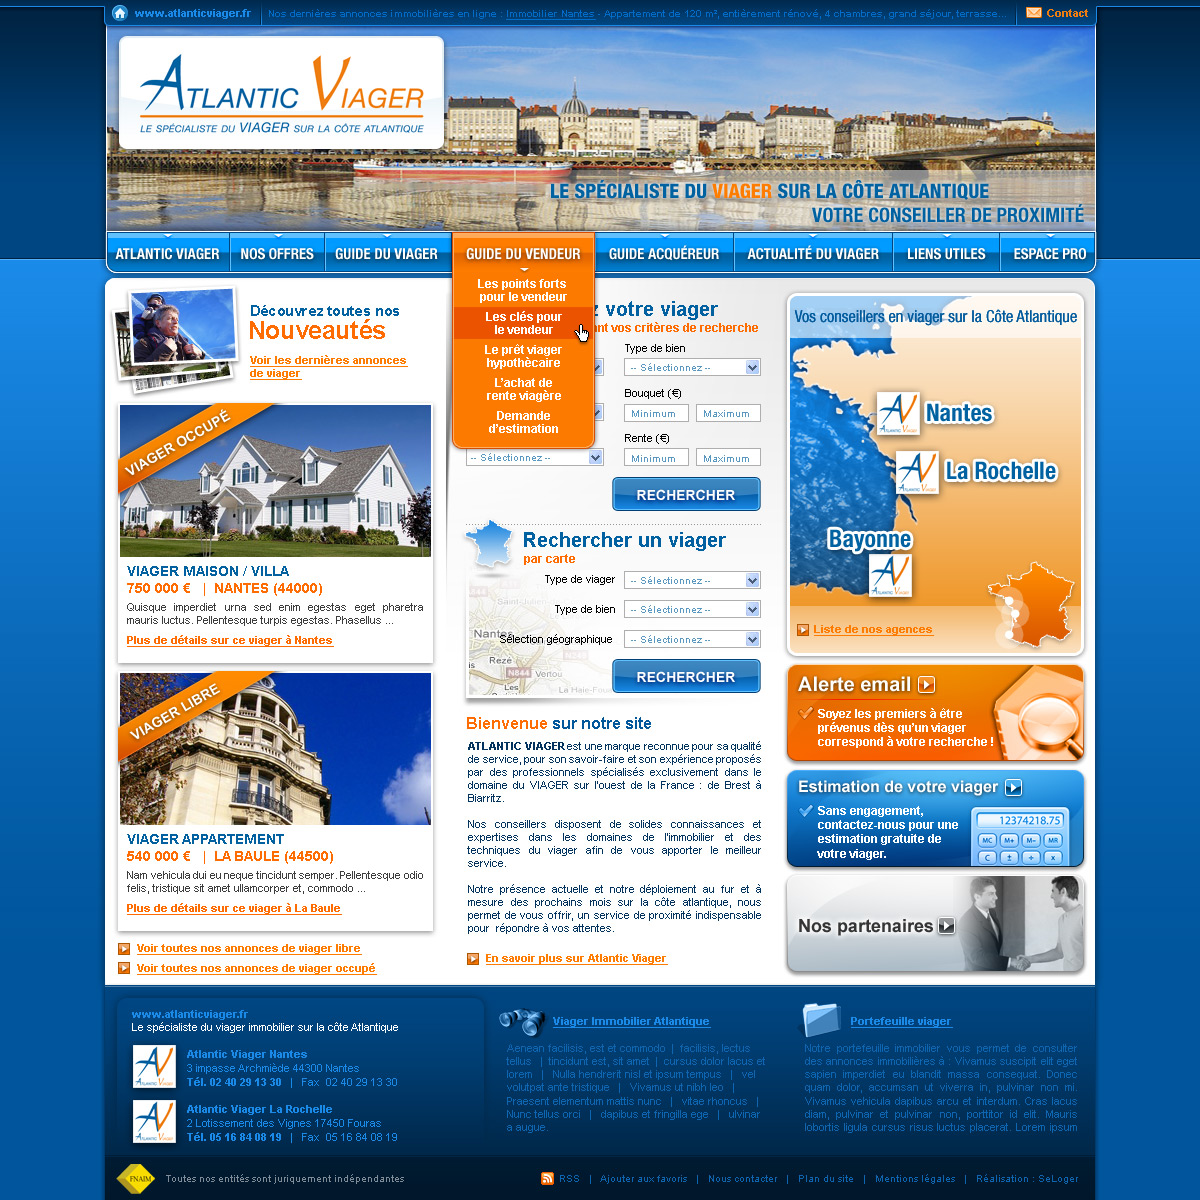 www.atlanticviager.fr
Nos dernières annonces immobilières en ligne : Immobilier Nantes - Appartement de 120 m², entièrement rénové, 4 chambres, grand séjour, terrasse...
Contact
ATLANTIC VIAGER
LE SPÉCIALISTE DU VIAGER SUR LA CÔTE ATLANTIQUE
LE SPÉCIALISTE DU VIAGER SUR LA CÔTE ATLANTIQUE
VOTRE CONSEILLER DE PROXIMITÉ
ATLANTIC VIAGER
NOS OFFRES
GUIDE DU VIAGER
GUIDE DU VENDEUR
GUIDE ACQUÉREUR
ACTUALITÉ DU VIAGER
LIENS UTILES
ESPACE PRO
Les points forts
pour le vendeur
Les clés pour
le vendeur
Le prêt viager
hypothècaire
L'achat de
rente viagère
Demande
d'estimation
Découvrez toutes nos
Nouveautés
Voir les dernières annonces
de viager
VIAGER OCCUPÉ
VIAGER MAISON / VILLA
750 000 € | NANTES (44000)
Quisque imperdiet urna sed enim egestas eget pharetra
mauris luctus. Pellentesque turpis egestas. Phasellus ...
Plus de détails sur ce viager à Nantes
VIAGER LIBRE
VIAGER APPARTEMENT
540 000 € | LA BAULE (44500)
Nam vehicula dui eu neque tincidunt semper. Pellentesque odio
felis, tristique sit amet ullamcorper et, commodo ...
Plus de détails sur ce viager à La Baule
Voir toutes nos annonces de viager libre
Voir toutes nos annonces de viager occupé
z votre viager
ant vos critères de recherche
Type de bien
-- Sélectionnez --
Bouquet (€)
Minimum
Maximum
Rente (€)
-- Sélectionnez --
Minimum
Maximum
RECHERCHER
Rechercher un viager
par carte
Type de viager
-- Sélectionnez --
Type de bien
-- Sélectionnez --
Sélection géographique
-- Sélectionnez --
Saint-Julien
Nantes
Rezé
N249
N844
Vertou
Les
La Haie-Foua
RECHERCHER
Bienvenue sur notre site
ATLANTIC VIAGER est une marque reconnue pour sa qualité
de service, pour son savoir-faire et son expérience proposés
par des professionnels spécialisés exclusivement dans le
domaine du VIAGER sur l'ouest de la France : de Brest à
Biarritz.
Nos conseillers disposent de solides connaissances et
expertises dans les domaines de l'immobilier et des
techniques du viager afin de vous apporter le meilleur
service.
Notre présence actuelle et notre déploiement au fur et à
mesure des prochains mois sur la côte atlantique, nous
permet de vous offrir, un service de proximité indispensable
pour répondre à vos attentes.
En savoir plus sur Atlantic Viager
Vos conseillers en viager sur la Côte Atlantique
Nantes
La Rochelle
Bayonne
Liste de nos agences
Alerte email
Soyez les premiers à être
prévenus dès qu'un viager
correspond à votre recherche !
Estimation de votre viager
Sans engagement,
contactez-nous pour une
estimation gratuite de
votre viager.
12374218.75
MC M+ M- MR
C ± ÷ x
Nos partenaires
www.atlanticviager.fr
Le spécialiste du viager immobilier sur la côte Atlantique
Atlantic Viager Nantes
3 impasse Archmiède 44300 Nantes
Tél. 02 40 29 13 30 | Fax 02 40 29 13 30
Atlantic Viager La Rochelle
2 Lotissement des Vignes 17450 Fouras
Tél. 05 16 84 08 19 | Fax 05 16 84 08 19
Viager Immobilier Atlantique
Aenean facilisis, est et commodo | facilisis, lectus
tellus | tincidunt est, sit amet | cursus dolor lacus et
lorem | Nulla hendrerit nisl et ipsum tempus | vel
volutpat ante tristique | Vivamus ut nibh leo |
Praesent elementum mattis nunc | vitae rhoncus |
Nunc tellus orci | dapibus et fringilla ege | ulvinar
a augue.
Portefeuille viager
Notre portefeuille immobilier vous permet de consulter
des annonces immobilières à : Vivamus suscipit elit eget
sapien imperdiet eu blandit massa consequat. Donec
quam dolor, accumsan ut viverra in, pulvinar non mi.
Vivamus vehicula dapibus arcu et interdum. Cras lacus
diam, pulvinar et pulvinar non, porttitor id elit. Mauris
lobortis ligula cursus risus luctus placerat. Lorem ipsum
FNAIM
Toutes nos entités sont juriquement indépendantes
RSS | Ajouter aux favoris | Nous contacter | Plan du site | Mentions légales | Réalisation : SeLoger